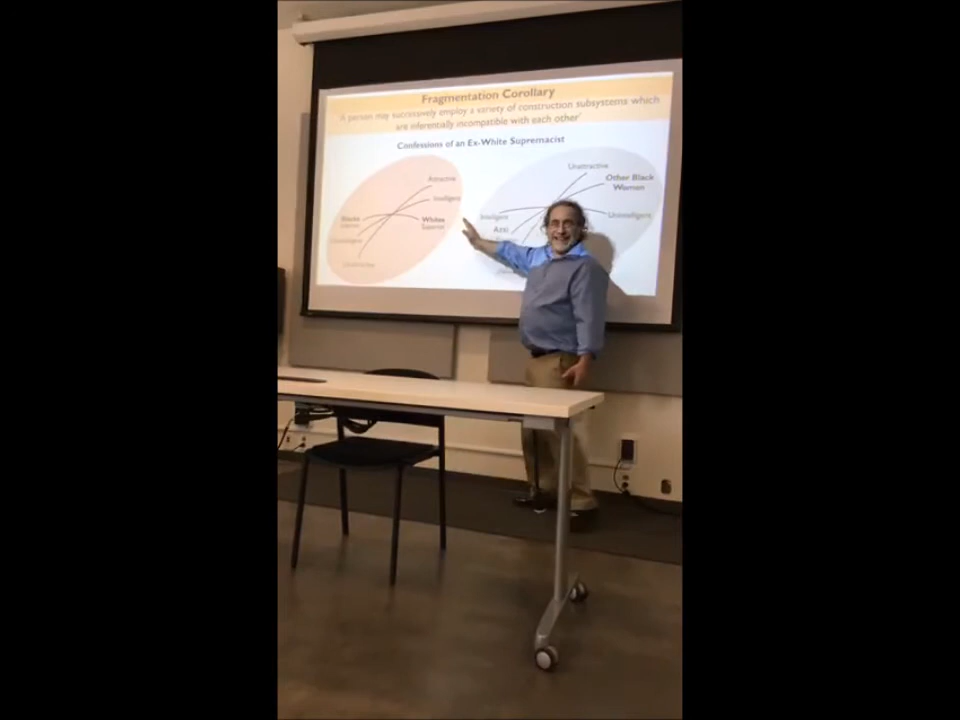 Fragmentation Corollary
'A person may successively employ a variety of construction subsystems which
are inferentially incompatible with each other'
Confessions of an Ex-White Supremacist
Attractive
Intelligent
Blacks
Whites
Superior
Unattractive
Other Black
Women
Intelligent
Unintelligent